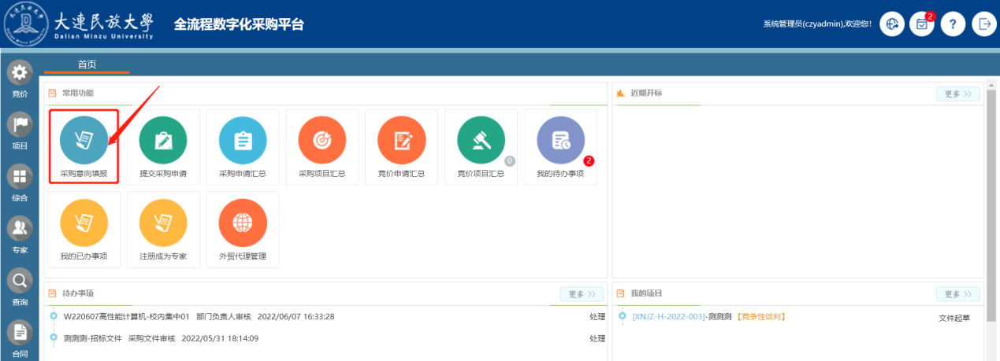 大連民族大學
Dalian Minzu University
全流程数字化采购平台
系统管理员(czyadmin),欢迎您!
2
?
竞价
项目
综合
专家
查询
合同
首页
常用功能
采购意向填报
提交采购申请
采购申请汇总
采购项目汇总
竞价申请汇总
竞价项目汇总
0
我的待办事项
2
我的已办事项
注册成为专家
外贸代理管理
近期开标
更多 >>
待办事项
更多 >>
W220607高性能计算机-校内集中01 部门负责人审核 2022/06/07 16:33:28 处理
测测测-招标文件 采购文件审核 2022/05/31 18:14:09 处理
我的项目
更多 >>
[XNJZ-H-2022-003]-测测测【竞争性谈判】 文件起草